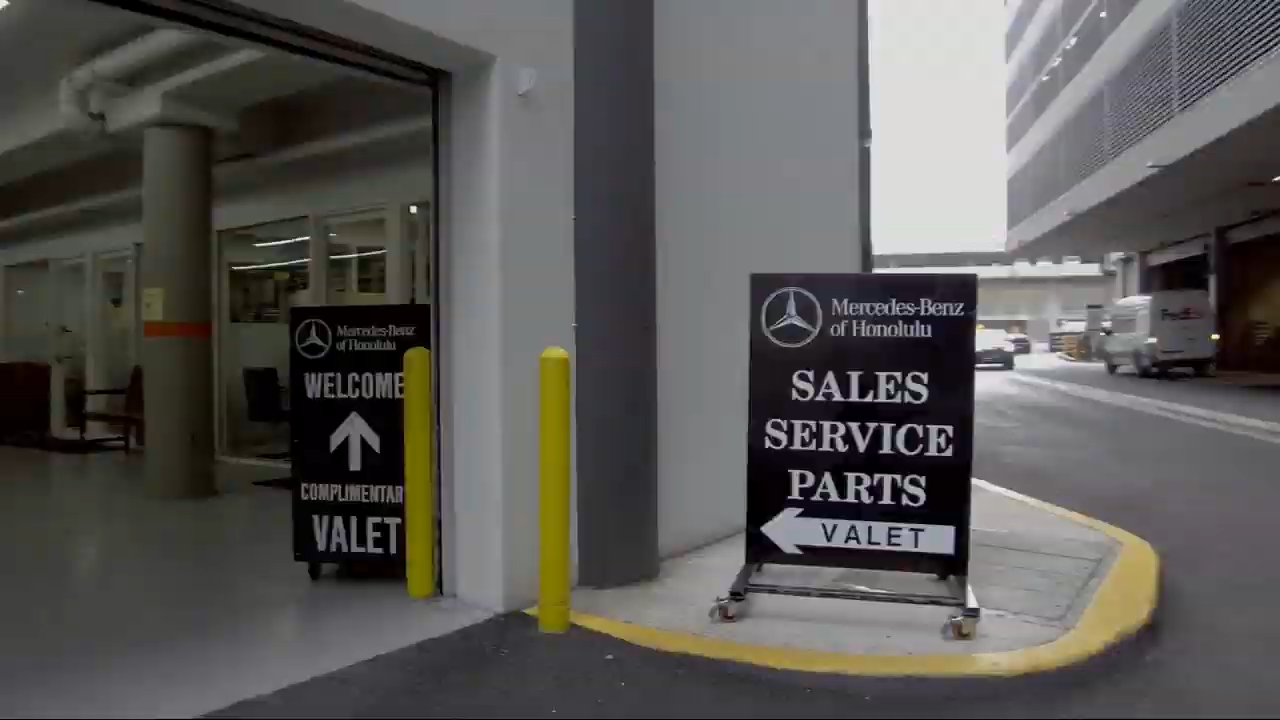 Mercedes-Benz
of Honolulu
WELCOME
COMPLIMENTAR
VALET
Mercedes-Benz
of Honolulu
SALES
SERVICE
PARTS
VALET
FedEx